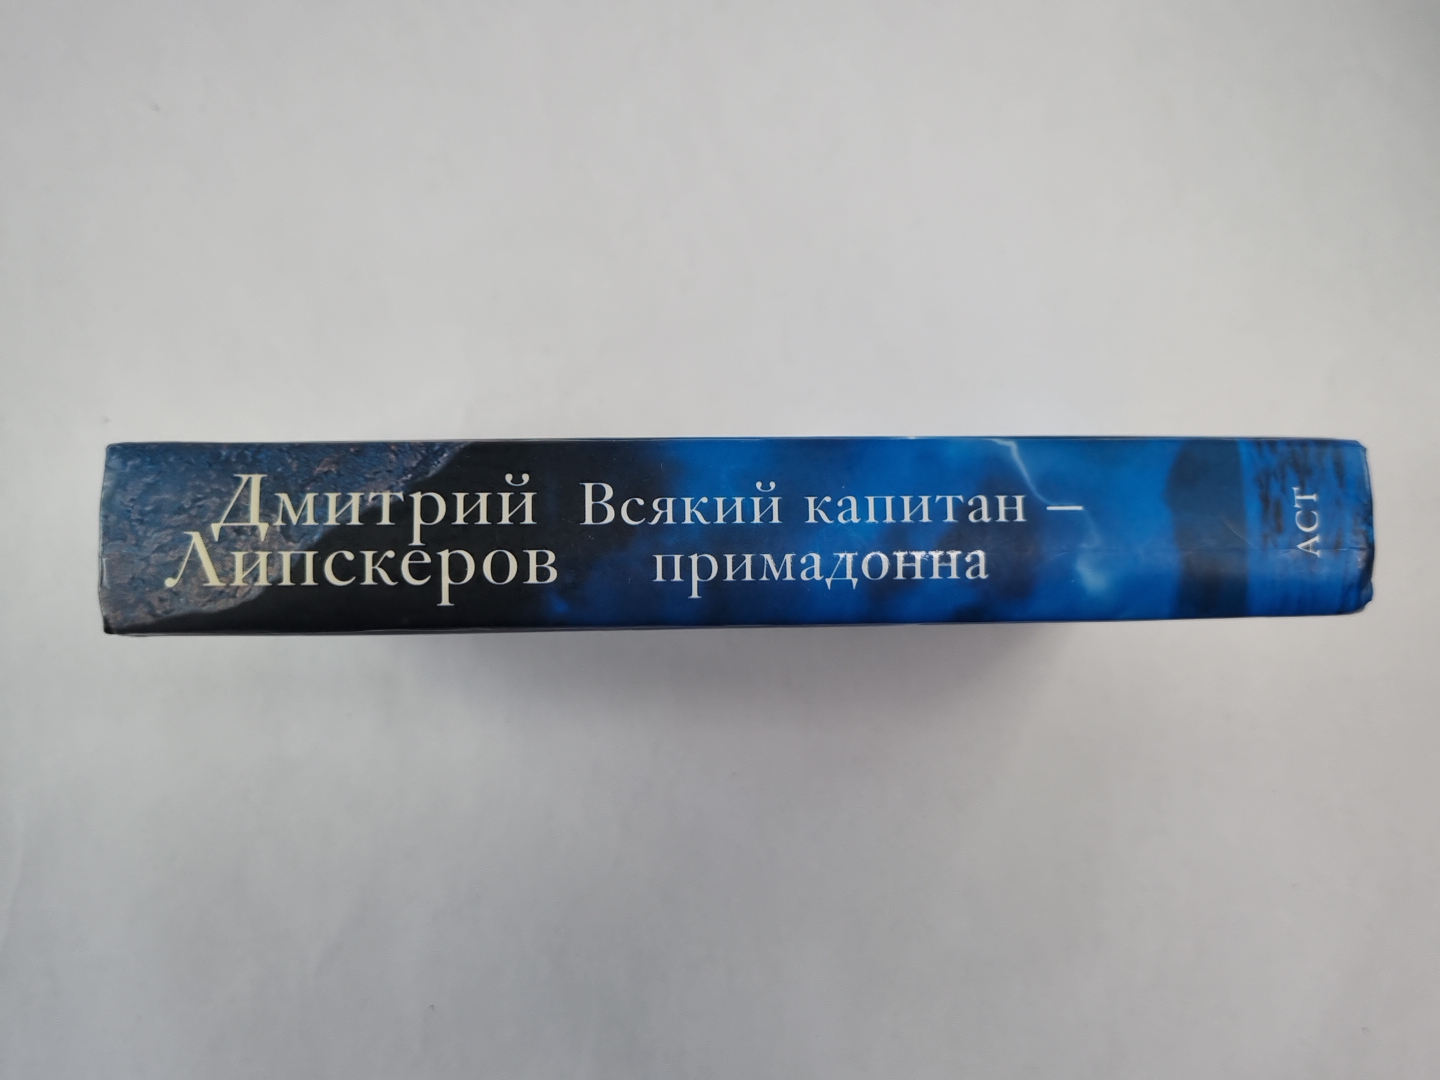 Дмитрий
Липскеров
Всякий капитан –
примадонна
АСТ